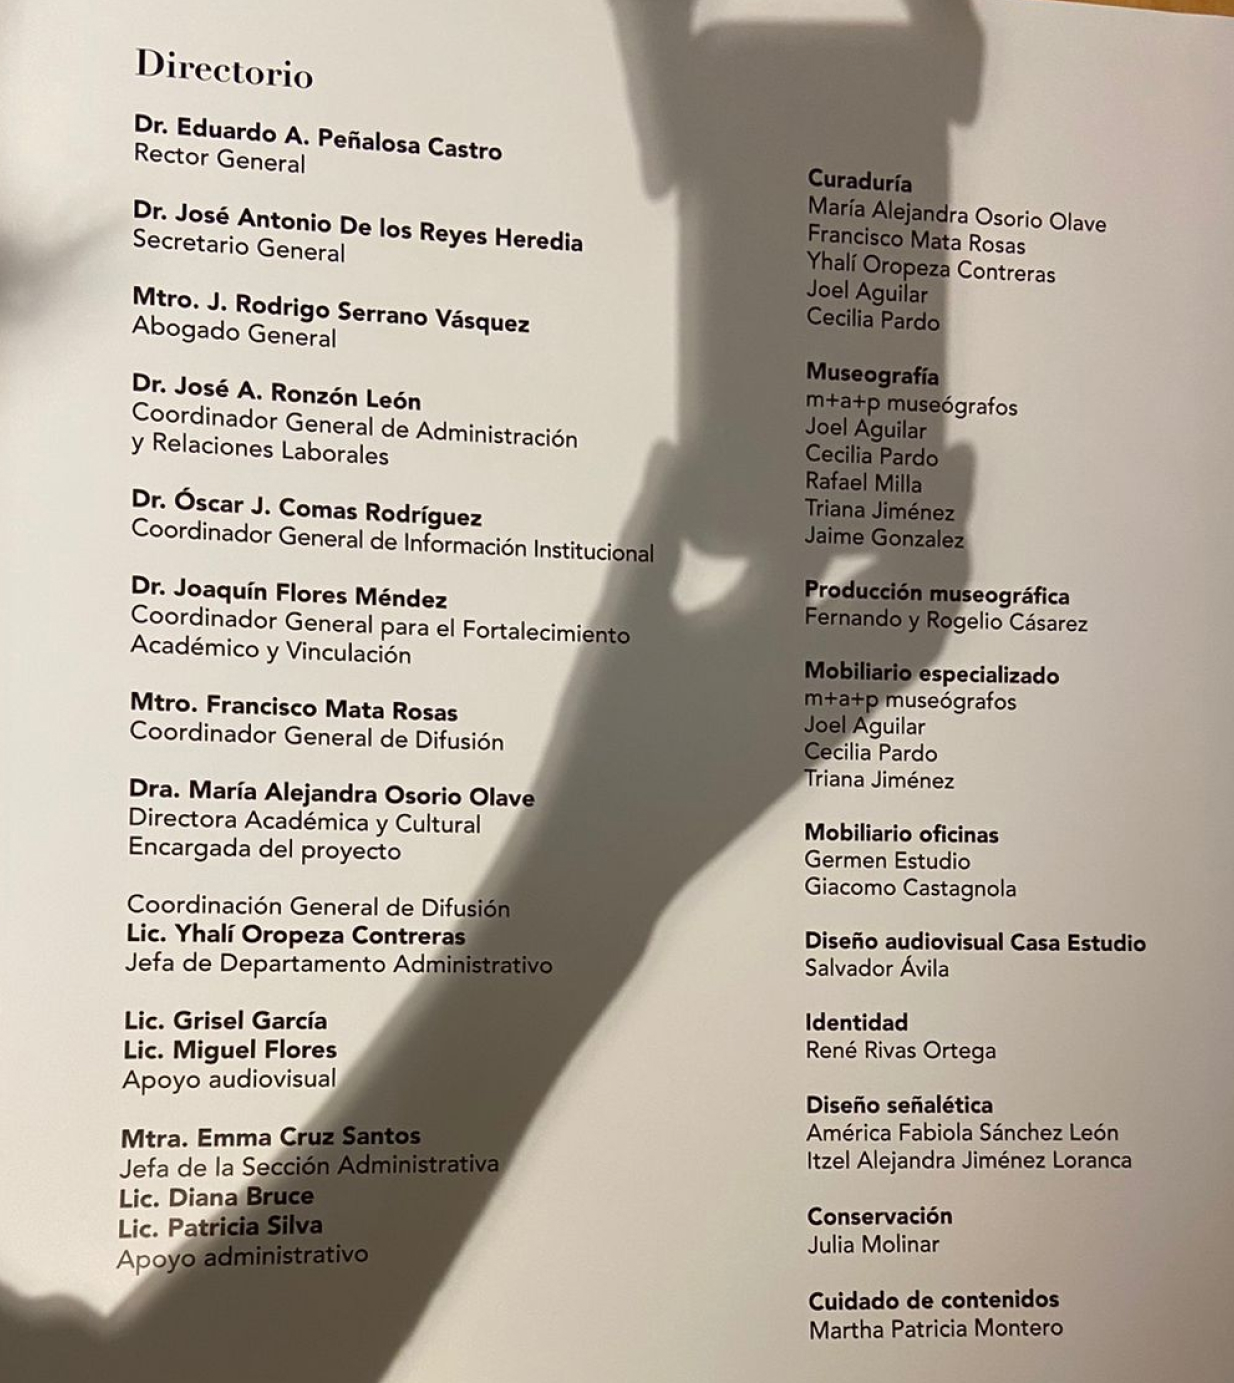 Directorio
Dr. Eduardo A. Peñalosa Castro
Rector General
Dr. José Antonio De los Reyes Heredia
Secretario General
Mtro. J. Rodrigo Serrano Vásquez
Abogado General
Dr. José A. Ronzón León
Coordinador General de Administración
y Relaciones Laborales
Dr. Óscar J. Comas Rodríguez
Coordinador General de Información Institucional
Dr. Joaquín Flores Méndez
Coordinador General para el Fortalecimiento
Académico y Vinculación
Mtro. Francisco Mata Rosas
Coordinador General de Difusión
Dra. María Alejandra Osorio Olave
Directora Académica y Cultural
Encargada del proyecto
Coordinación General de Difusión
Lic. Yhalí Oropeza Contreras
Jefa de Departamento Administrativo
Lic. Grisel García
Lic. Miguel Flores
Apoyo audiovisual
Mtra. Emma Cruz Santos
Jefa de la Sección Administrativa
Lic. Diana Bruce
Lic. Patricia Silva
Apoyo administrativo
Curaduría
María Alejandra Osorio Olave
Francisco Mata Rosas
Yhalí Oropeza Contreras
Joel Aguilar
Cecilia Pardo
Museografía
m+a+p museógrafos
Joel Aguilar
Cecilia Pardo
Rafael Milla
Triana Jiménez
Jaime Gonzalez
Producción museográfica
Fernando y Rogelio Cásarez
Mobiliario especializado
m+a+p museógrafos
Joel Aguilar
Cecilia Pardo
Triana Jiménez
Mobiliario oficinas
Germen Estudio
Giacomo Castagnola
Diseño audiovisual Casa Estudio
Salvador Ávila
Identidad
René Rivas Ortega
Diseño señalética
América Fabiola Sánchez León
Itzel Alejandra Jiménez Loranca
Conservación
Julia Molinar
Cuidado de contenidos
Martha Patricia Montero